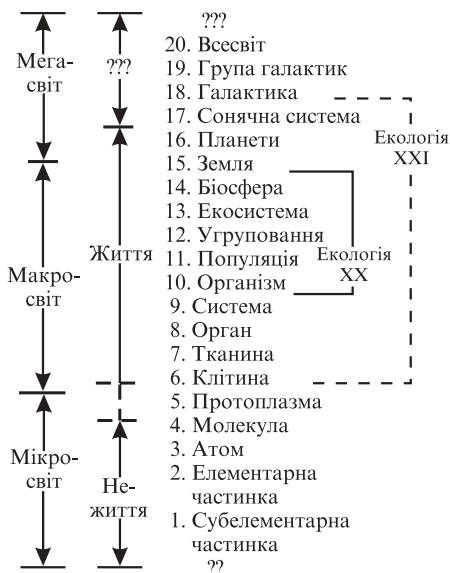 ???
20. Всесвіт
19. Група галактик
18. Галактика
17. Сонячна система
16. Планети
15. Земля
14. Біосфера
13. Екосистема
12. Угруповання
11. Популяція
10. Організм
9. Система
8. Орган
7. Тканина
6. Клітина
5. Протоплазма
4. Молекула
3. Атом
2. Елементарна
частинка
1. Субелементарна
частинка
??
Мега-
світ
Макро-
світ
Мікро-
світ
???
Життя
Не-
життя
Екологія
XX
Екологія
XXI